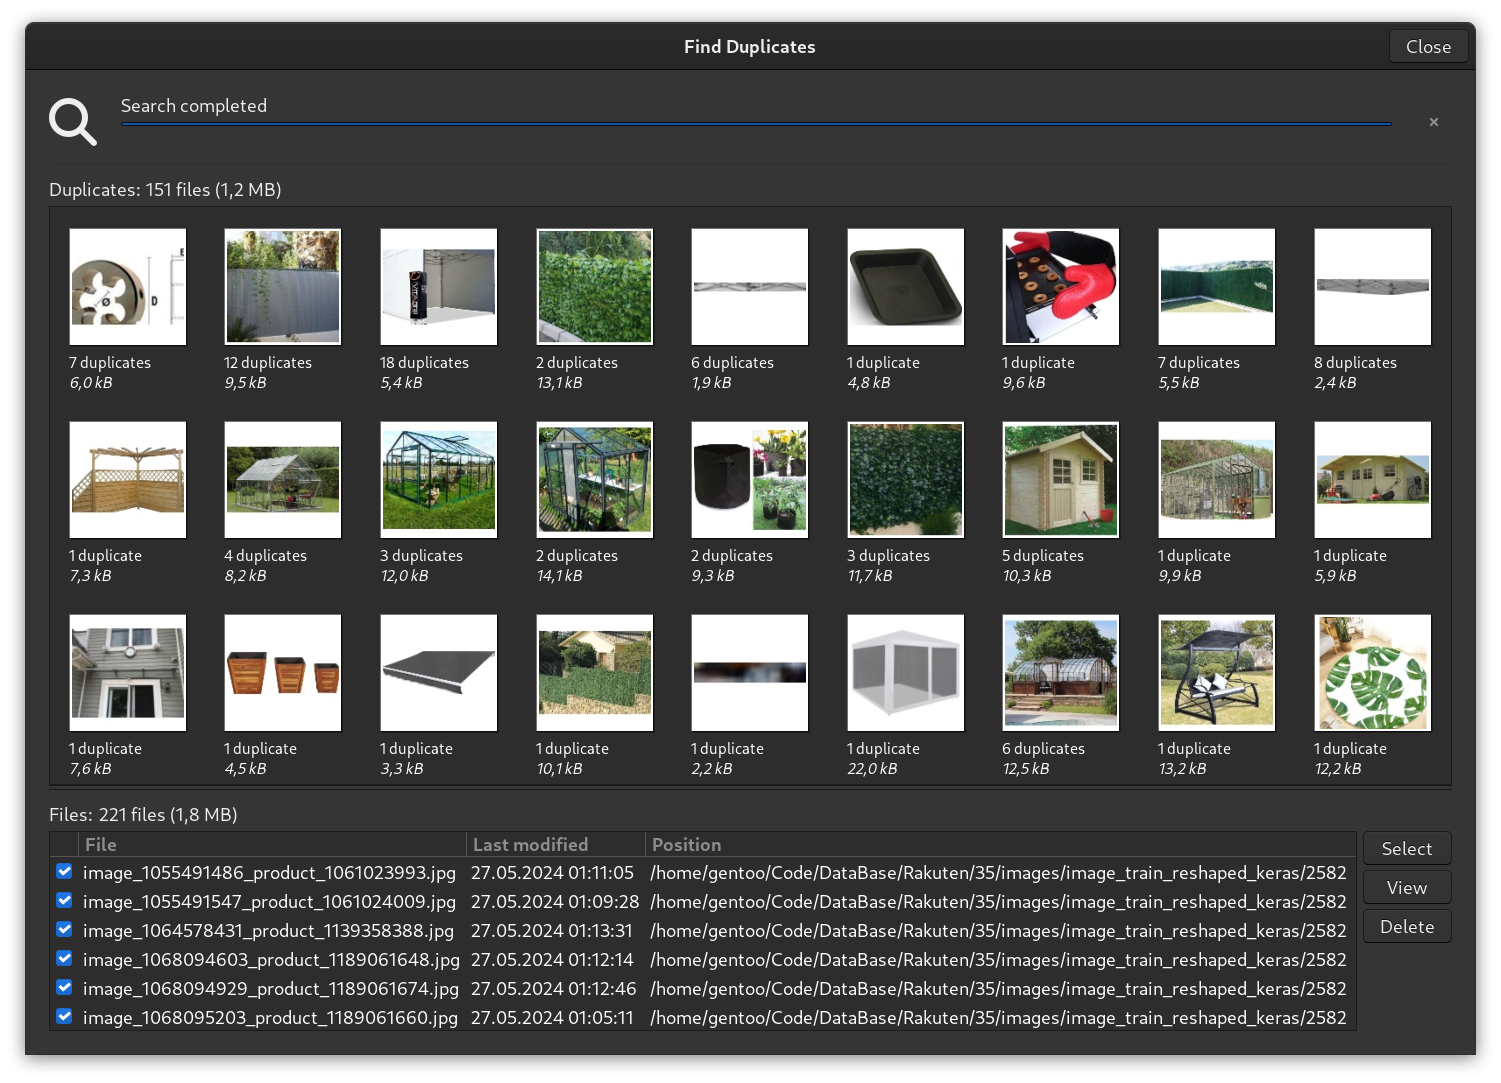 Find Duplicates
Close
Search completed
Duplicates: 151 files (1,2 MB)
7 duplicates 12 duplicates 18 duplicates 2 duplicates 6 duplicates 1 duplicate 1 duplicate 7 duplicates 8 duplicates
6,0 kB 9,5 kB 5,4 kB 13,1 kB 1,9 kB 4,8 kB 9,6 kB 5,5 kB 2,4 kB
1 duplicate 4 duplicates 3 duplicates 2 duplicates 2 duplicates 3 duplicates 5 duplicates 1 duplicate 1 duplicate
7,3 kB 8,2 kB 12,0 kB 14,1 kB 9,3 kB 11,7 kB 10,3 kB 9,9 kB 5,9 kB
1 duplicate 1 duplicate 1 duplicate 1 duplicate 1 duplicate 1 duplicate 6 duplicates 1 duplicate 1 duplicate
7,6 kB 4,5 kB 3,3 kB 10,1 kB 2,2 kB 22,0 kB 12,5 kB 13,2 kB 12,2 kB
Files: 221 files (1,8 MB)
File Last modified Position
image_1055491486_product_1061023993.jpg 27.05.2024 01:11:05 /home/gentoo/Code/DataBase/Rakuten/35/images/image_train_reshaped_keras/2582
image_1055491547_product_1061024009.jpg 27.05.2024 01:09:28 /home/gentoo/Code/DataBase/Rakuten/35/images/image_train_reshaped_keras/2582
image_1064578431_product_1139358388.jpg 27.05.2024 01:13:31 /home/gentoo/Code/DataBase/Rakuten/35/images/image_train_reshaped_keras/2582
image_1068094603_product_1189061648.jpg 27.05.2024 01:12:14 /home/gentoo/Code/DataBase/Rakuten/35/images/image_train_reshaped_keras/2582
image_1068094929_product_1189061674.jpg 27.05.2024 01:12:46 /home/gentoo/Code/DataBase/Rakuten/35/images/image_train_reshaped_keras/2582
image_1068095203_product_1189061660.jpg 27.05.2024 01:05:11 /home/gentoo/Code/DataBase/Rakuten/35/images/image_train_reshaped_keras/2582
Select
View
Delete